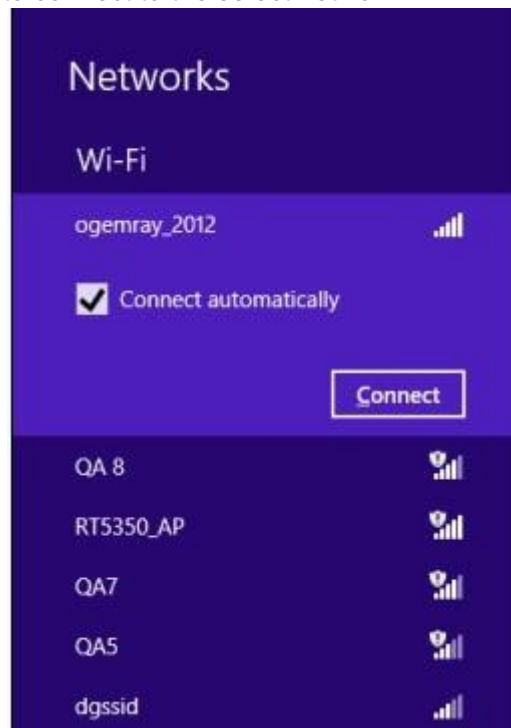 Networks
Wi-Fi
ogemray_2012
Connect automatically
Connect
QA 8
RT5350_AP
QA7
QA5
dgssid